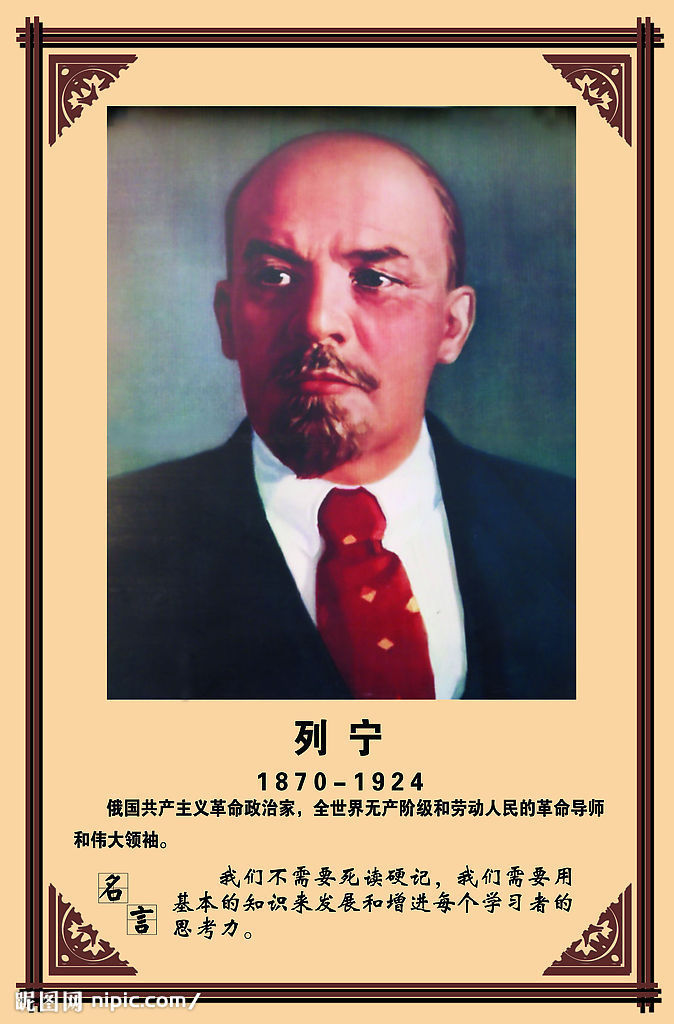 列宁
1870-1924
俄国共产主义革命政治家，全世界无产阶级和劳动人民的革命导师
和伟大领袖。
名言
我们不需要死读硬记，我们需要用
基本的知识来发展和增进每个学习者的
思考力。
昵图网 nipic.com/